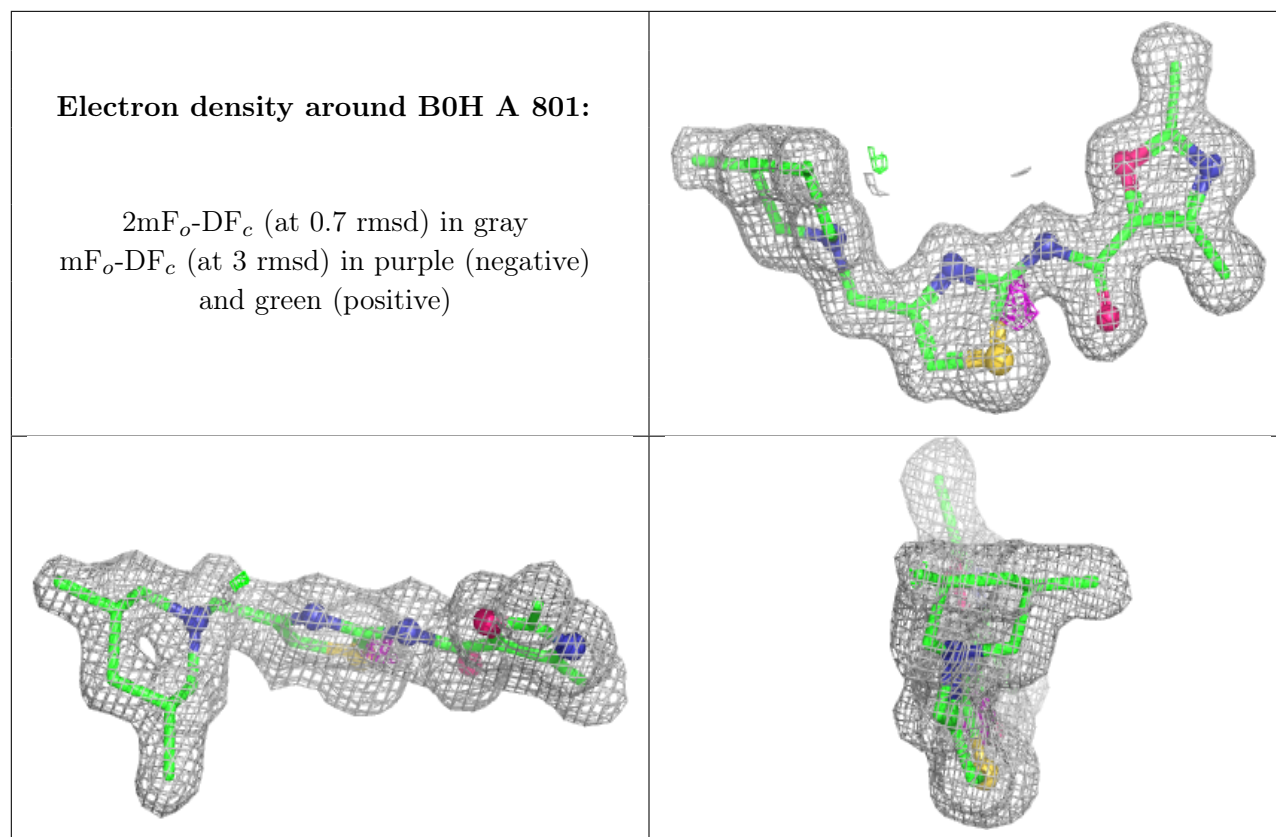 Electron density around B0H A 801:
2mFₒ-DF𝒸 (at 0.7 rmsd) in gray
mFₒ-DF𝒸 (at 3 rmsd) in purple (negative)
and green (positive)